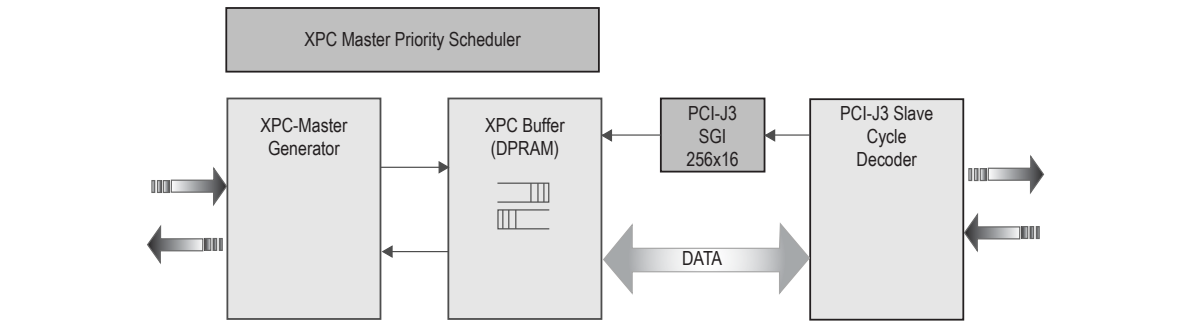 XPC Master Priority Scheduler
XPC-Master
Generator
XPC Buffer
(DPRAM)
PCI-J3
SGI
256x16
PCI-J3 Slave
Cycle
Decoder
DATA